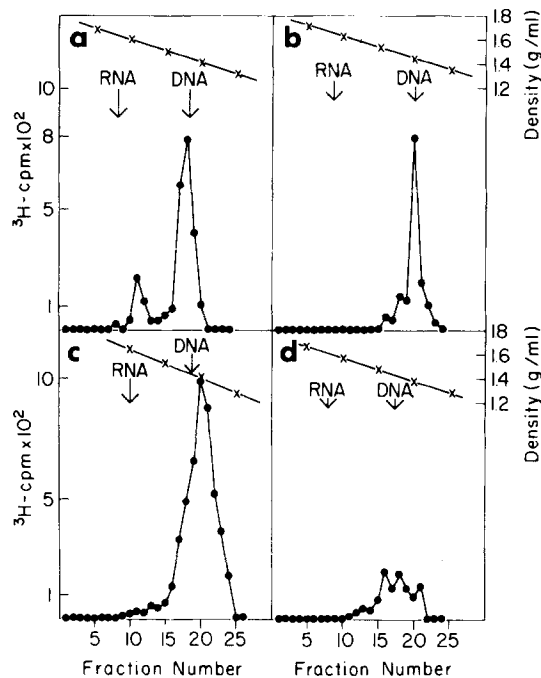 a
b
RNA
DNA
RNA
DNA
10
8
5
1
³H-cpm×10²
1.8
1.6
1.4
1.2
Density (g/ml)
c
d
RNA
DNA
RNA
DNA
10
5
1
³H-cpm×10²
1.8
1.6
1.4
1.2
Density (g/ml)
5 10 15 20 25
5 10 15 20 25
Fraction Number
Fraction Number